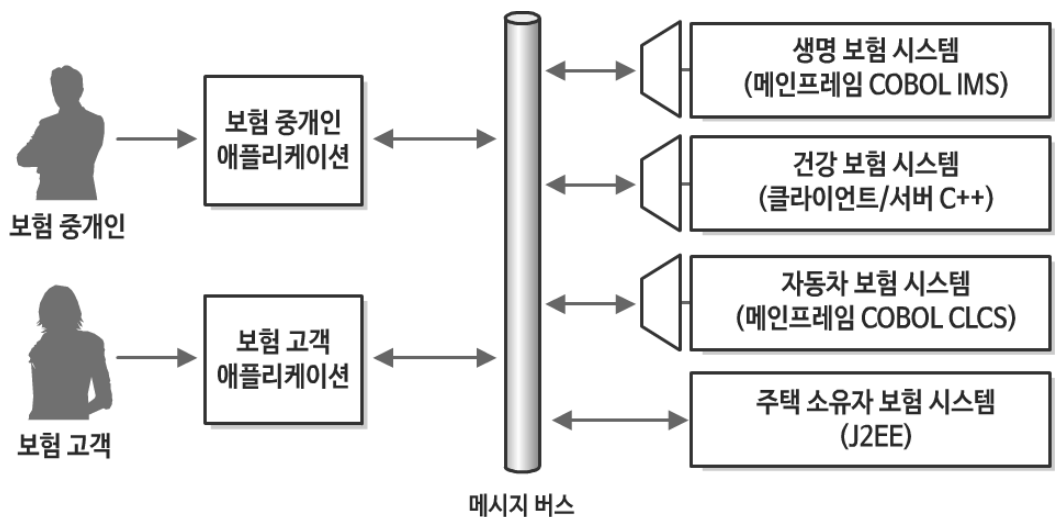 생명 보험 시스템
(메인프레임 COBOL IMS)
보험 중개인
애플리케이션
건강 보험 시스템
(클라이언트/서버 C++)
보험 중개인
자동차 보험 시스템
(메인프레임 COBOL CLCS)
보험 고객
애플리케이션
주택 소유자 보험 시스템
(J2EE)
보험 고객
메시지 버스